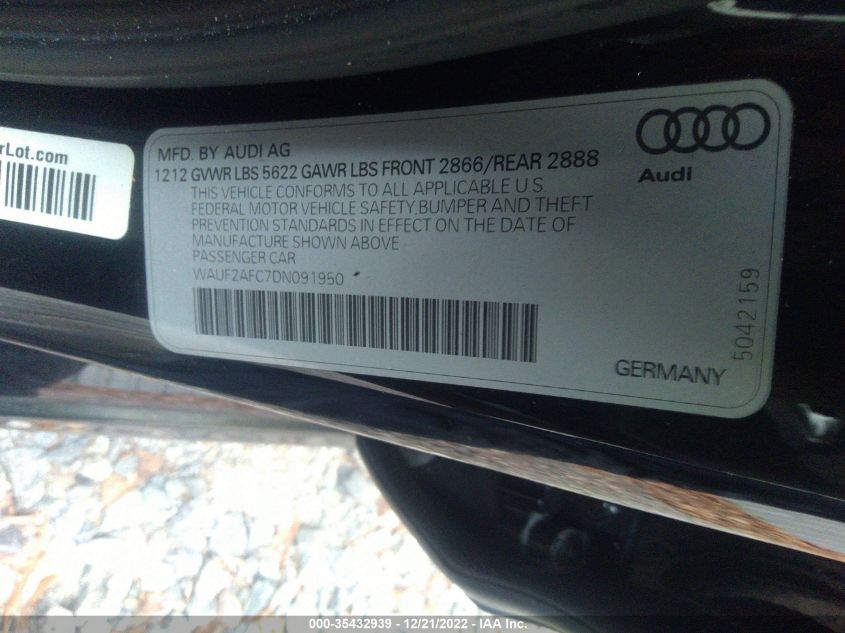 rLot.com
MFD. BY AUDI AG
1212 GVWR LBS 5622 GAWR LBS FRONT 2866/REAR 2888
THIS VEHICLE CONFORMS TO ALL APPLICABLE U.S.
FEDERAL MOTOR VEHICLE SAFETY,BUMPER AND THEFT
PREVENTION STANDARDS IN EFFECT ON THE DATE OF
MANUFACTURE SHOWN ABOVE
PASSENGER CAR
WAUF2AFC7DN091950
Audi
5042159
GERMANY
000-35432939 - 12/21/2022 - IAA Inc.